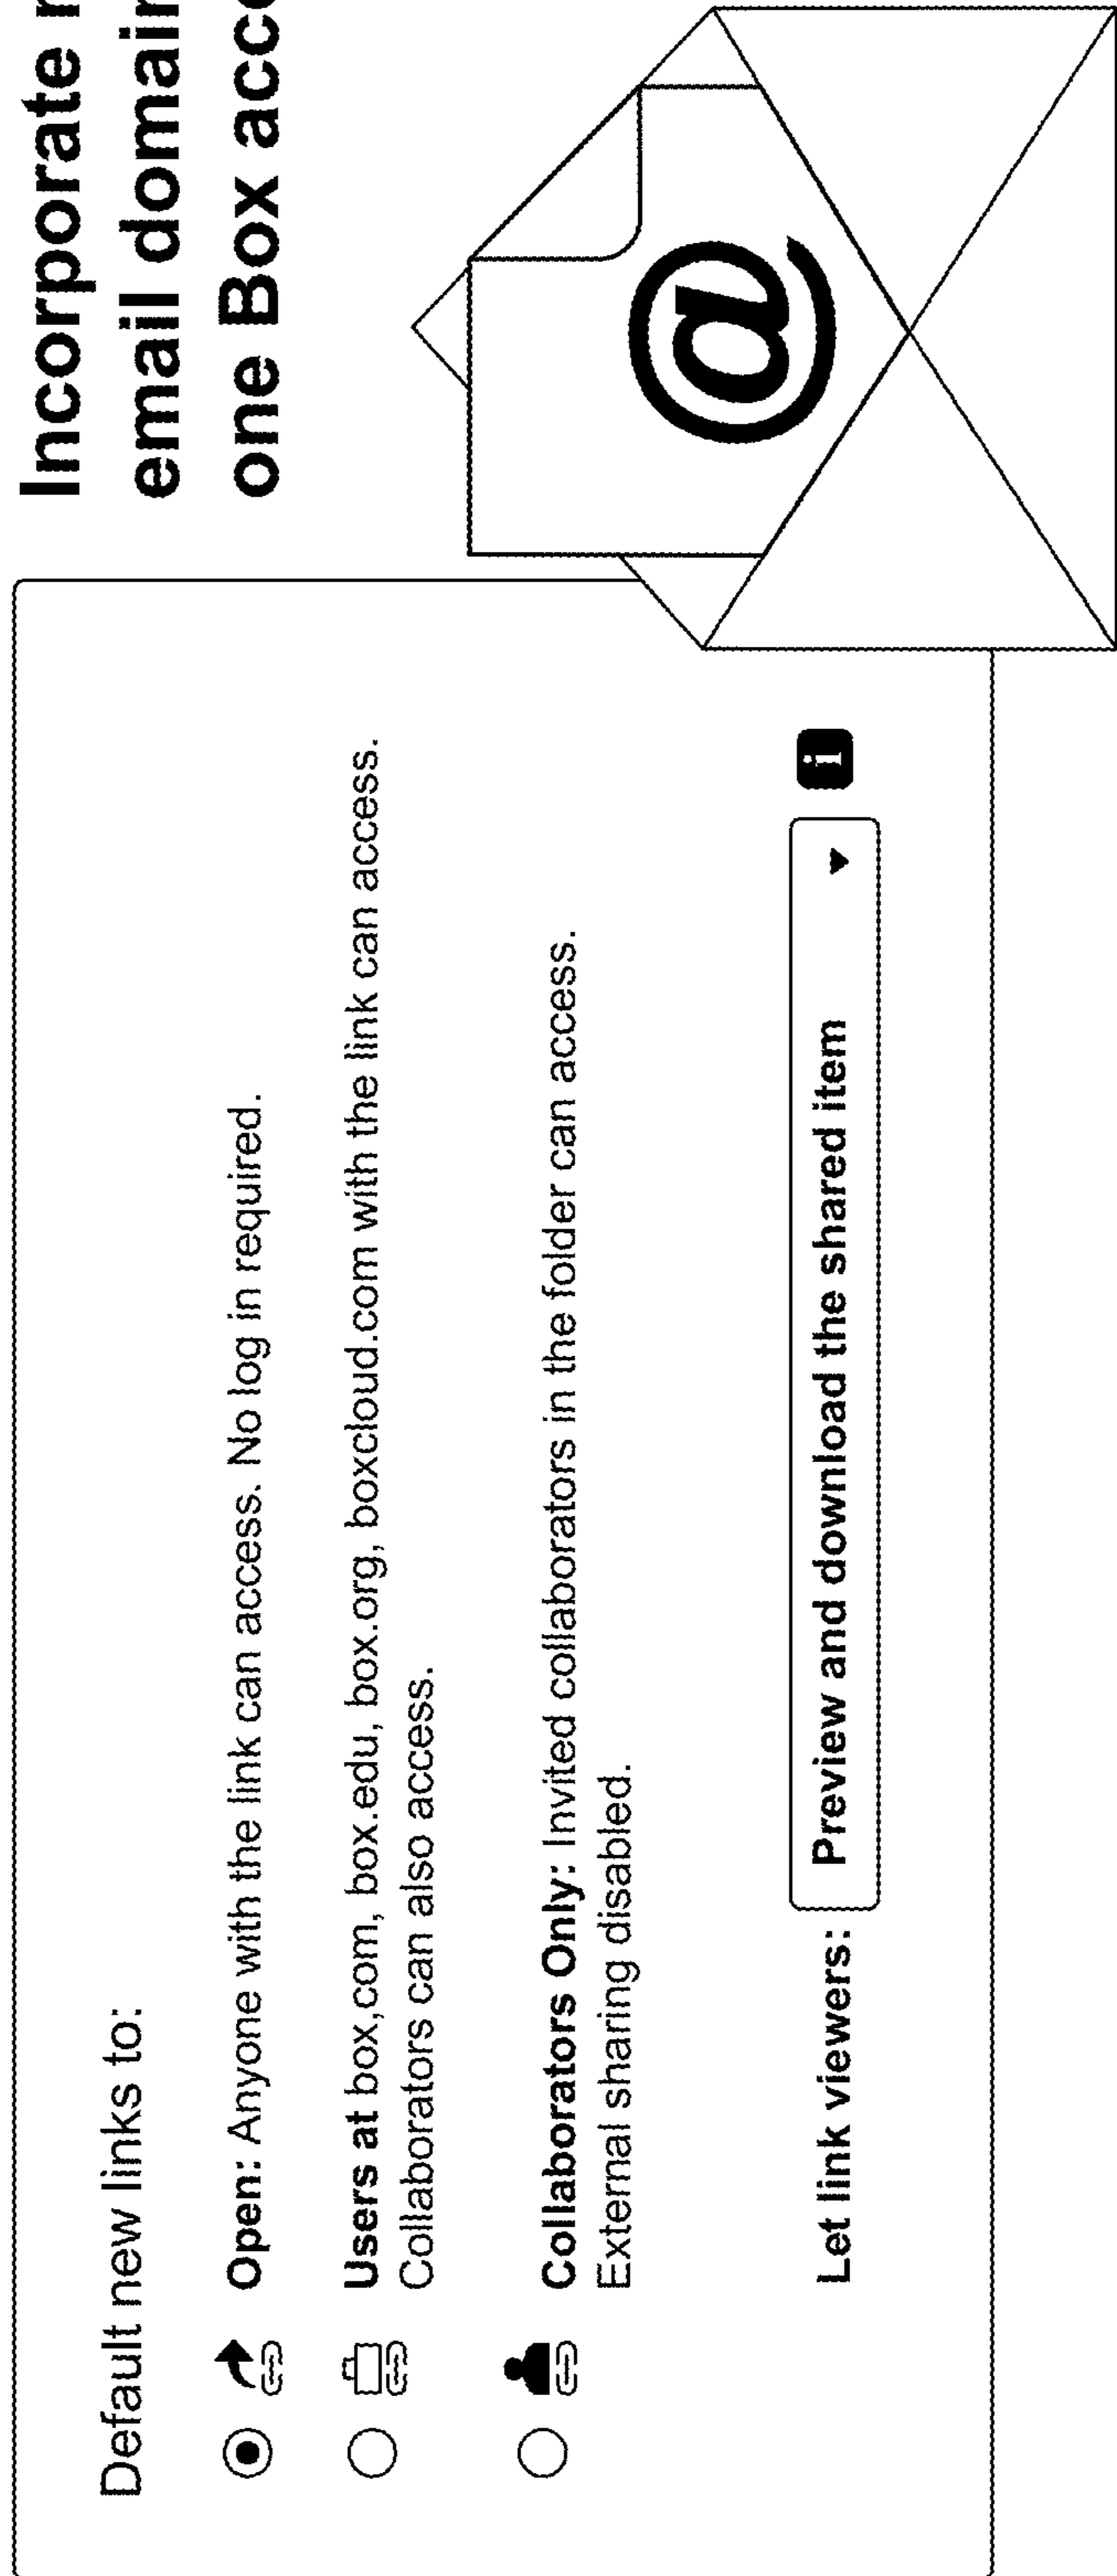 Default new links to:
Open: Anyone with the link can access. No log in required.
Users at box,com, box.edu, box.org, boxcloud.com with the link can access.
Collaborators can also access.
Collaborators Only: Invited collaborators in the folder can access.
External sharing disabled.
Let link viewers: Preview and download the shared item
i
Incorporate
email
one Box
@